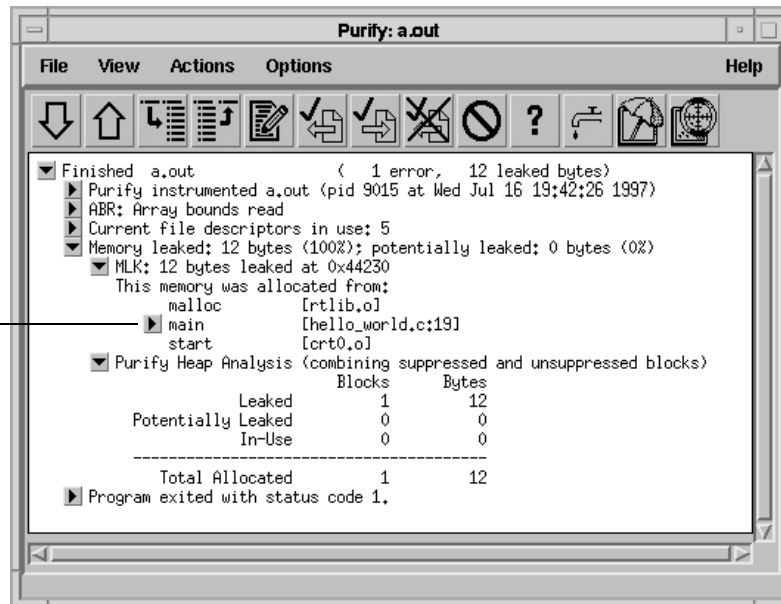 Purify: a.out
File View Actions Options Help
?
Finished a.out ( 1 error, 12 leaked bytes)
Purify instrumented a.out (pid 9015 at Wed Jul 16 19:42:26 1997)
ABR: Array bounds read
Current file descriptors in use: 5
Memory leaked: 12 bytes (100%); potentially leaked: 0 bytes (0%)
MLK: 12 bytes leaked at 0x44230
This memory was allocated from:
malloc [rtlib.o]
main [hello_world.c:19]
start [crt0.o]
Purify Heap Analysis (combining suppressed and unsuppressed blocks)
Blocks Bytes
Leaked 1 12
Potentially Leaked 0 0
In-Use 0 0
----------------------------------------
Total Allocated 1 12
Program exited with status code 1.